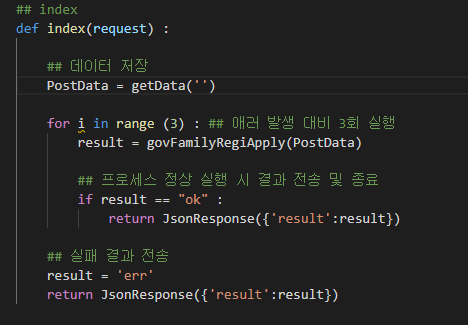 ## index
def index(request) :
## 데이터 저장
PostData = getData('')
for i in range (3) : ## 애러 발생 대비 3회 실행
result = govFamilyRegiApply(PostData)
## 프로세스 정상 실행 시 결과 전송 및 종료
if result == "ok" :
return JsonResponse({'result':result})
## 실패 결과 전송
result = 'err'
return JsonResponse({'result':result})